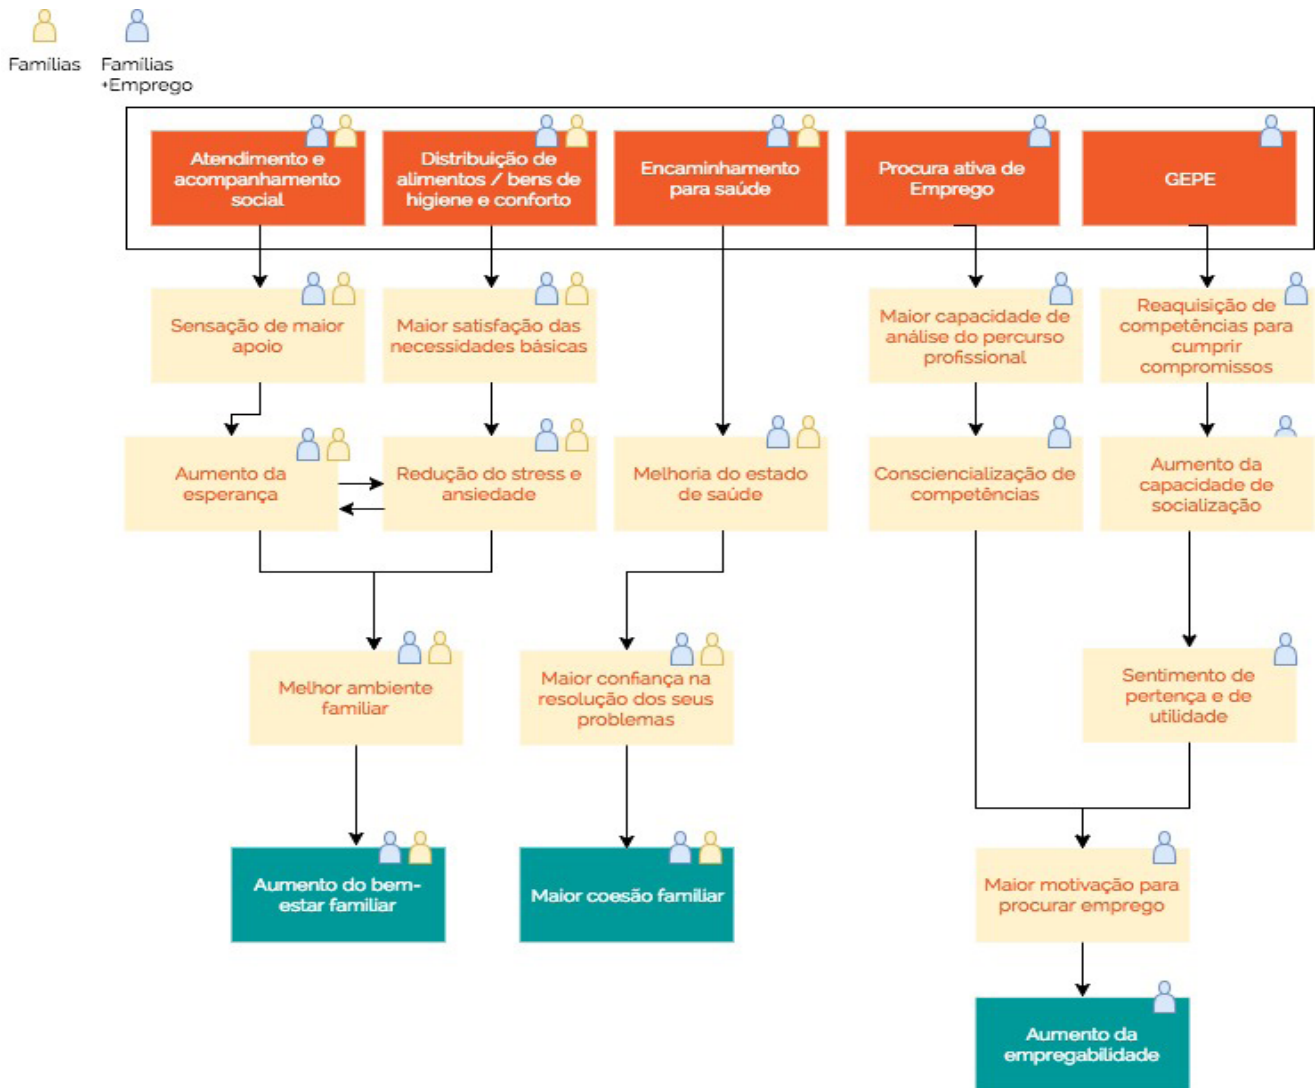 Famílias
Famílias
+Emprego
Atendimento e
acompanhamento
social
Distribuição de
alimentos / bens de
higiene e conforto
Encaminhamento
para saúde
Procura ativa de
Emprego
GEPE
Sensação de maior
apoio
Maior satisfação das
necessidades básicas
Maior capacidade de
análise do percurso
profissional
Reaquisição de
competências para
cumprir
compromissos
Aumento da
esperança
Redução do stress e
ansiedade
Melhoria do estado
de saúde
Consciencialização de
competências
Aumento da
capacidade de
socialização
Melhor ambiente
familiar
Maior confiança na
resolução dos seus
problemas
Sentimento de
pertença e de
utilidade
Aumento do bem-
estar familiar
Maior coesão familiar
Maior motivação para
procurar emprego
Aumento da
empregabilidade